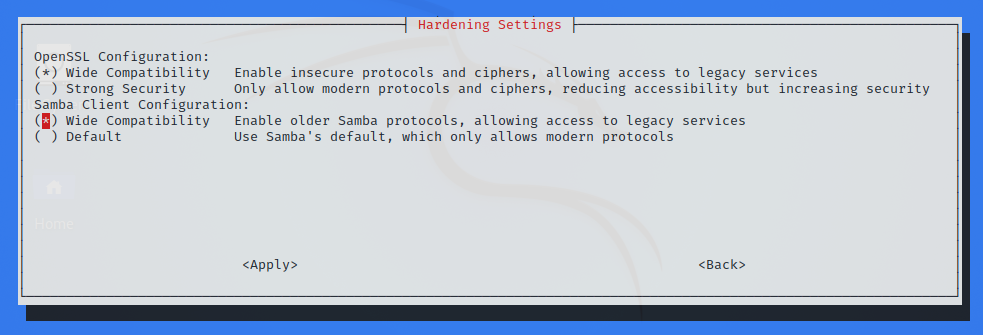 Hardening Settings
OpenSSL Configuration:
(*) Wide Compatibility   Enable insecure protocols and ciphers, allowing access to legacy services
( ) Strong Security      Only allow modern protocols and ciphers, reducing accessibility but increasing security
Samba Client Configuration:
(*) Wide Compatibility   Enable older Samba protocols, allowing access to legacy services
( ) Default              Use Samba's default, which only allows modern protocols
Home
<Apply>                  <Back>